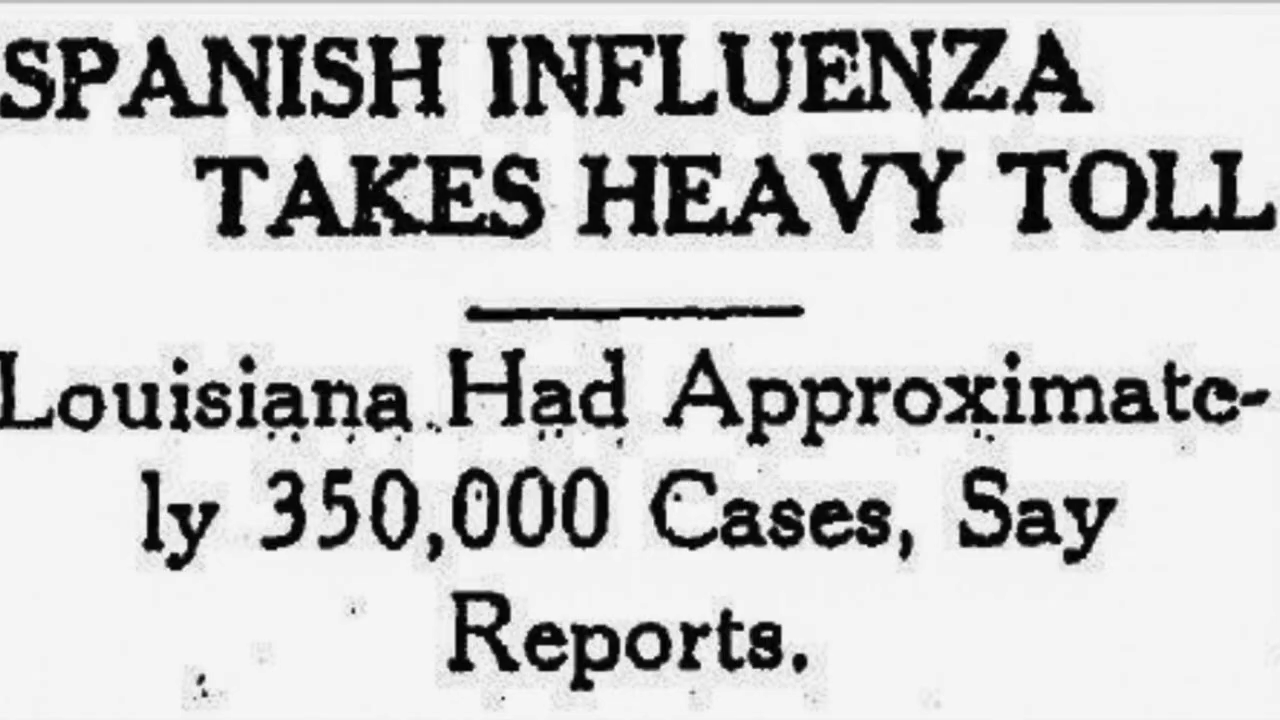 SPANISH INFLUENZA
TAKES HEAVY TOLL
Louisiana Had Approximate-
ly 350,000 Cases, Say
Reports.